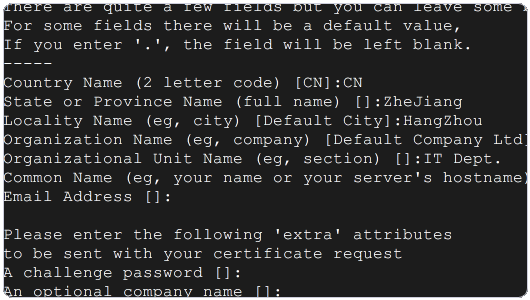 There are quite a few fields but you can leave some
For some fields there will be a default value,
If you enter '.', the field will be left blank.
-----
Country Name (2 letter code) [CN]:CN
State or Province Name (full name) []:ZheJiang
Locality Name (eg, city) [Default City]:HangZhou
Organization Name (eg, company) [Default Company Ltd]
Organizational Unit Name (eg, section) []:IT Dept.
Common Name (eg, your name or your server's hostname)
Email Address []:
Please enter the following 'extra' attributes
to be sent with your certificate request
A challenge password []:
An optional company name []: